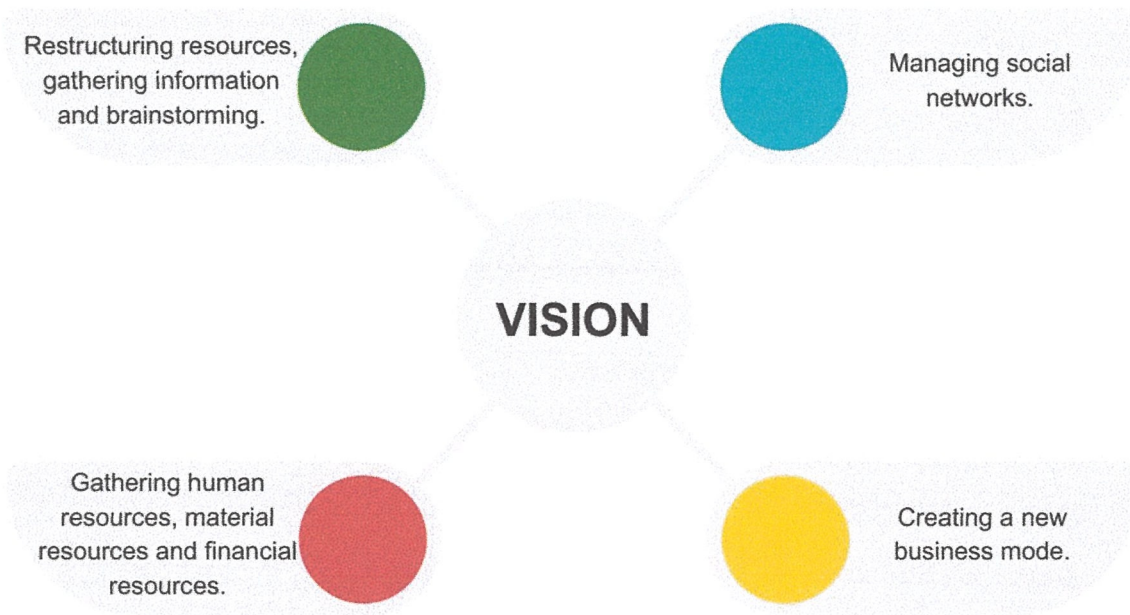 Restructuring resources,
gathering information
and brainstorming.
Managing social
networks.
VISION
Gathering human
resources, material
resources and financial
resources.
Creating a new
business mode.